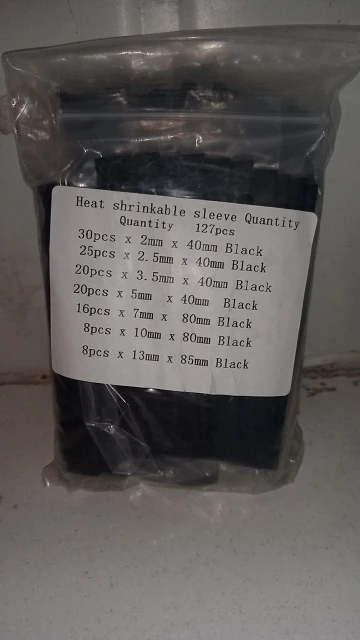 Heat shrinkable sleeve Quantity
Quantity 127pcs
30pcs x 2mm x 40mm Black
25pcs x 2.5mm x 40mm Black
20pcs x 3.5mm x 40mm Black
20pcs x 5mm x 40mm Black
16pcs x 7mm x 80mm Black
8pcs x 10mm x 80mm Black
8pcs x 13mm x 85mm Black